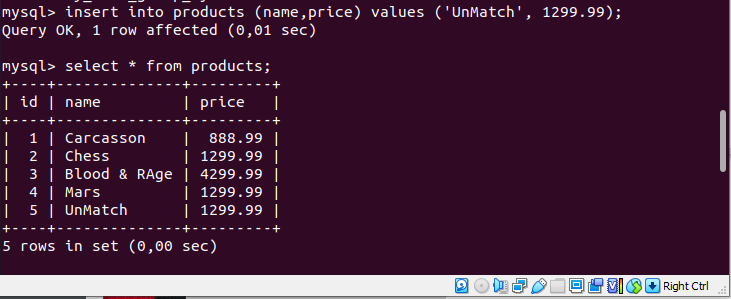 mysql> insert into products (name,price) values ('UnMatch', 1299.99);
Query OK, 1 row affected (0,01 sec)
mysql> select * from products;
+----+--------------+---------+
| id | name         | price   |
+----+--------------+---------+
|  1 | Carcasson    |  888.99 |
|  2 | Chess        | 1299.99 |
|  3 | Blood & RAge | 4299.99 |
|  4 | Mars         | 1299.99 |
|  5 | UnMatch      | 1299.99 |
+----+--------------+---------+
5 rows in set (0,00 sec)
Right Ctrl